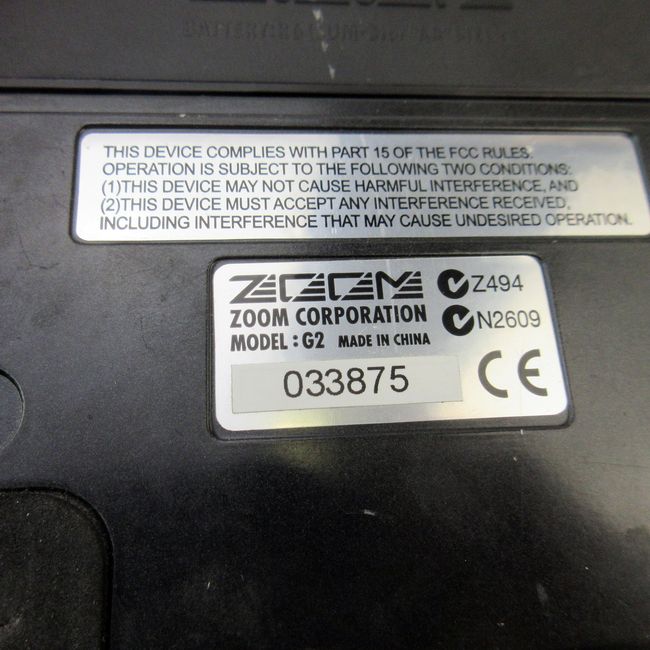 THIS DEVICE COMPLIES WITH PART 15 OF THE FCC RULES.
OPERATION IS SUBJECT TO THE FOLLOWING TWO CONDITIONS:
(1)THIS DEVICE MAY NOT CAUSE HARMFUL INTERFERENCE, AND
(2)THIS DEVICE MUST ACCEPT ANY INTERFERENCE RECEIVED,
INCLUDING INTERFERENCE THAT MAY CAUSE UNDESIRED OPERATION.
ZOOM
Z494
ZOOM CORPORATION
N2609
MODEL : G2 MADE IN CHINA
033875
CE